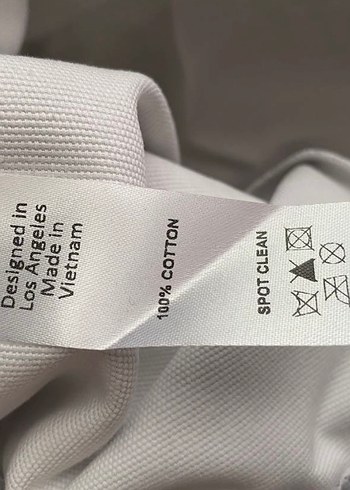 Designed in
Los Angeles
Made in
Vietnam
100% COTTON
SPOT CLEAN